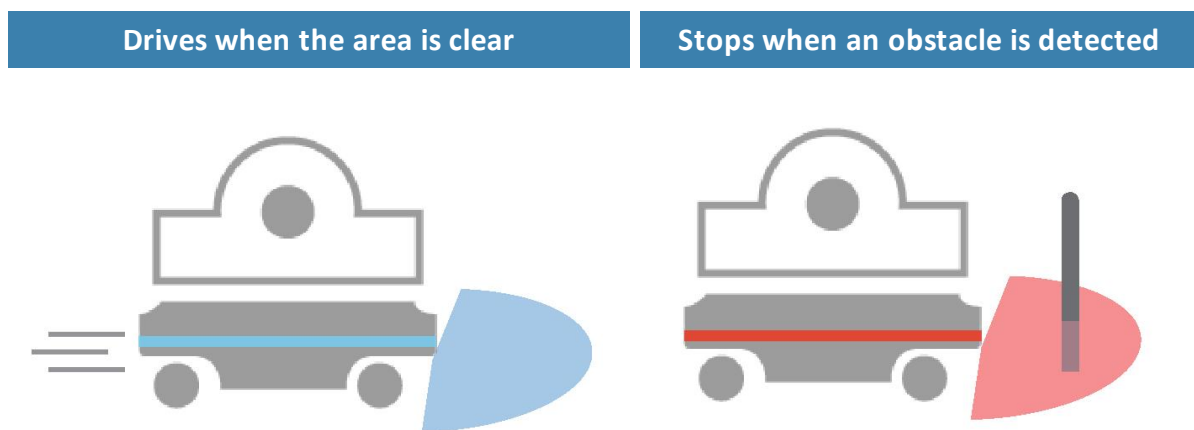 Drives when the area is clear
Stops when an obstacle is detected